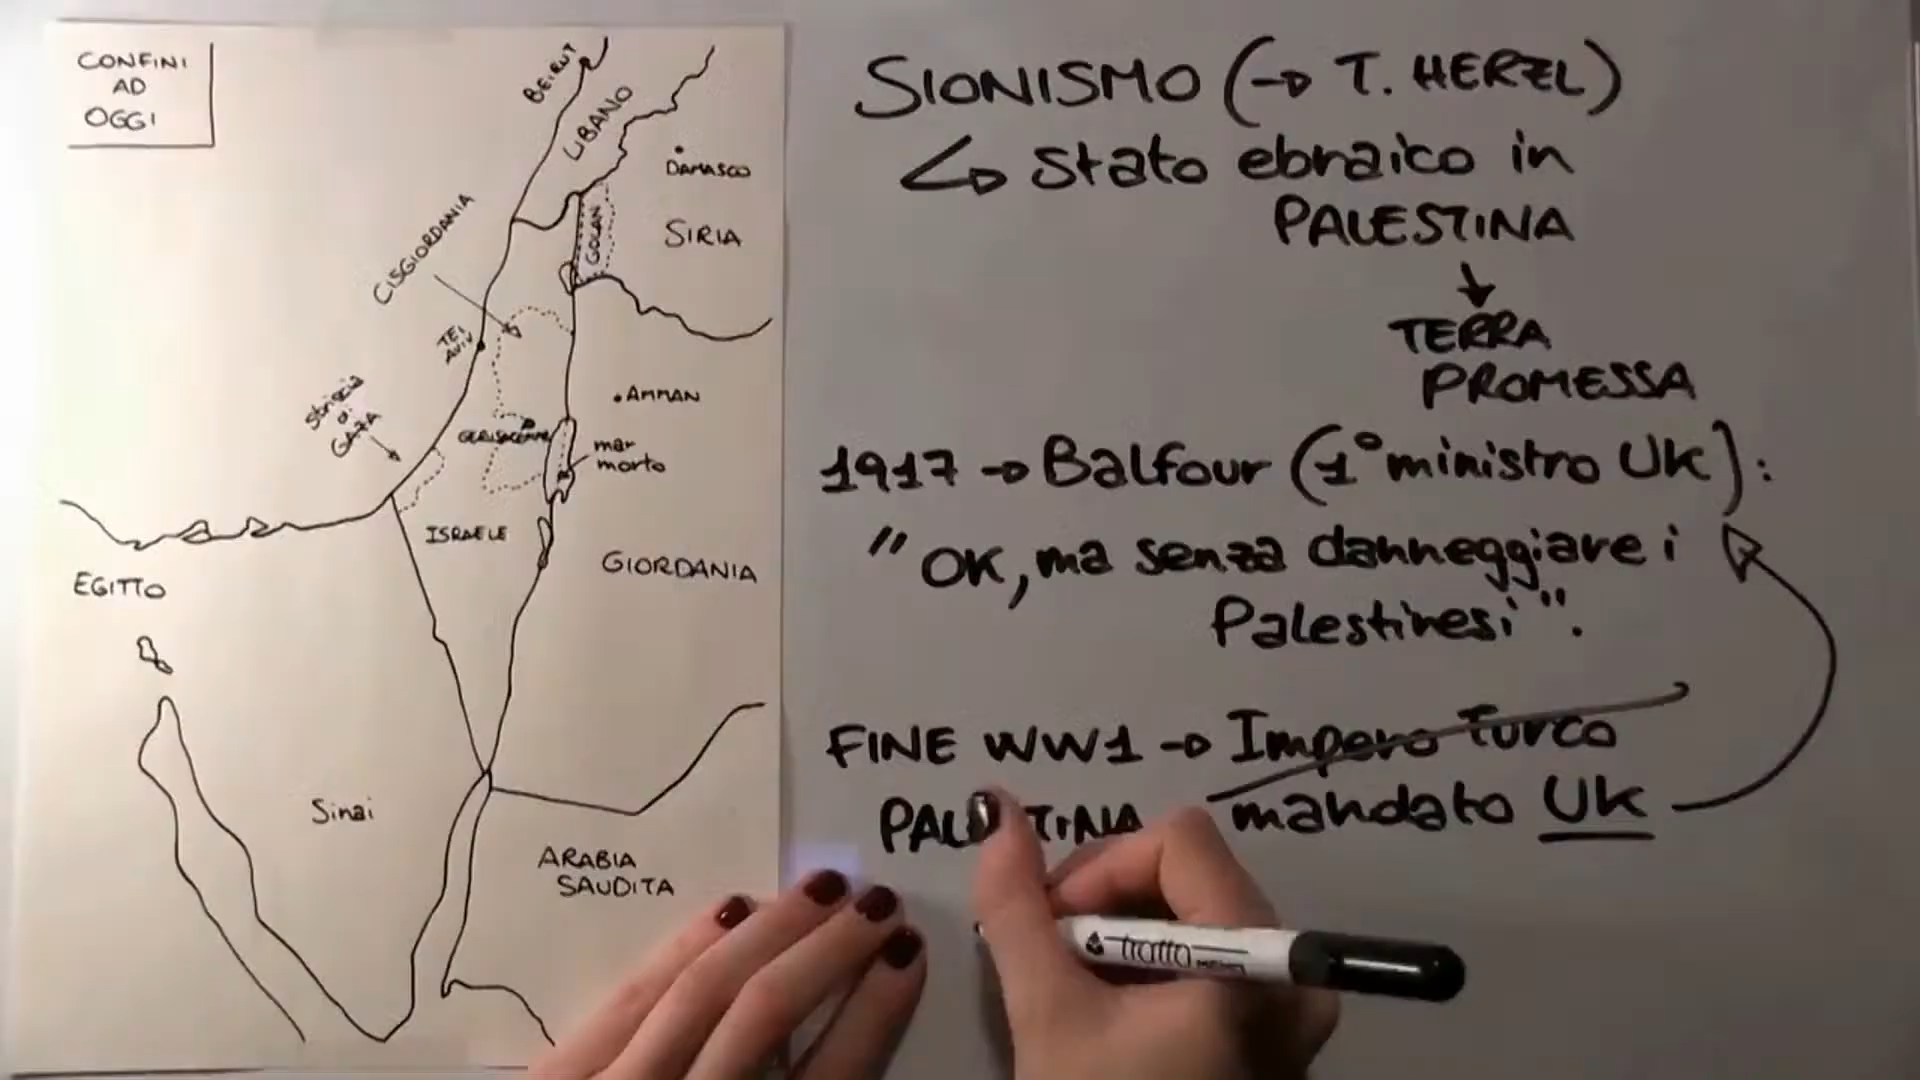 CONFINI
AD
OGGI
BEIRUT
LIBANO
DAMASCO
SIRIA
GOLAN
CISGIORDANIA
TEL
AVIV
Striscia
di
GAZA
AMMAN
GERUSALEMME
mar
morto
ISRAELE
GIORDANIA
EGITTO
Sinai
ARABIA
SAUDITA
SIONISMO (→ T. HERZL)
↳ Stato ebraico in
PALESTINA
↓
TERRA
PROMESSA
1917 → Balfour (1° ministro UK):
"OK, ma senza danneggiare i
Palestinesi".
FINE WW1 → Impero Turco
mandato UK
tratto